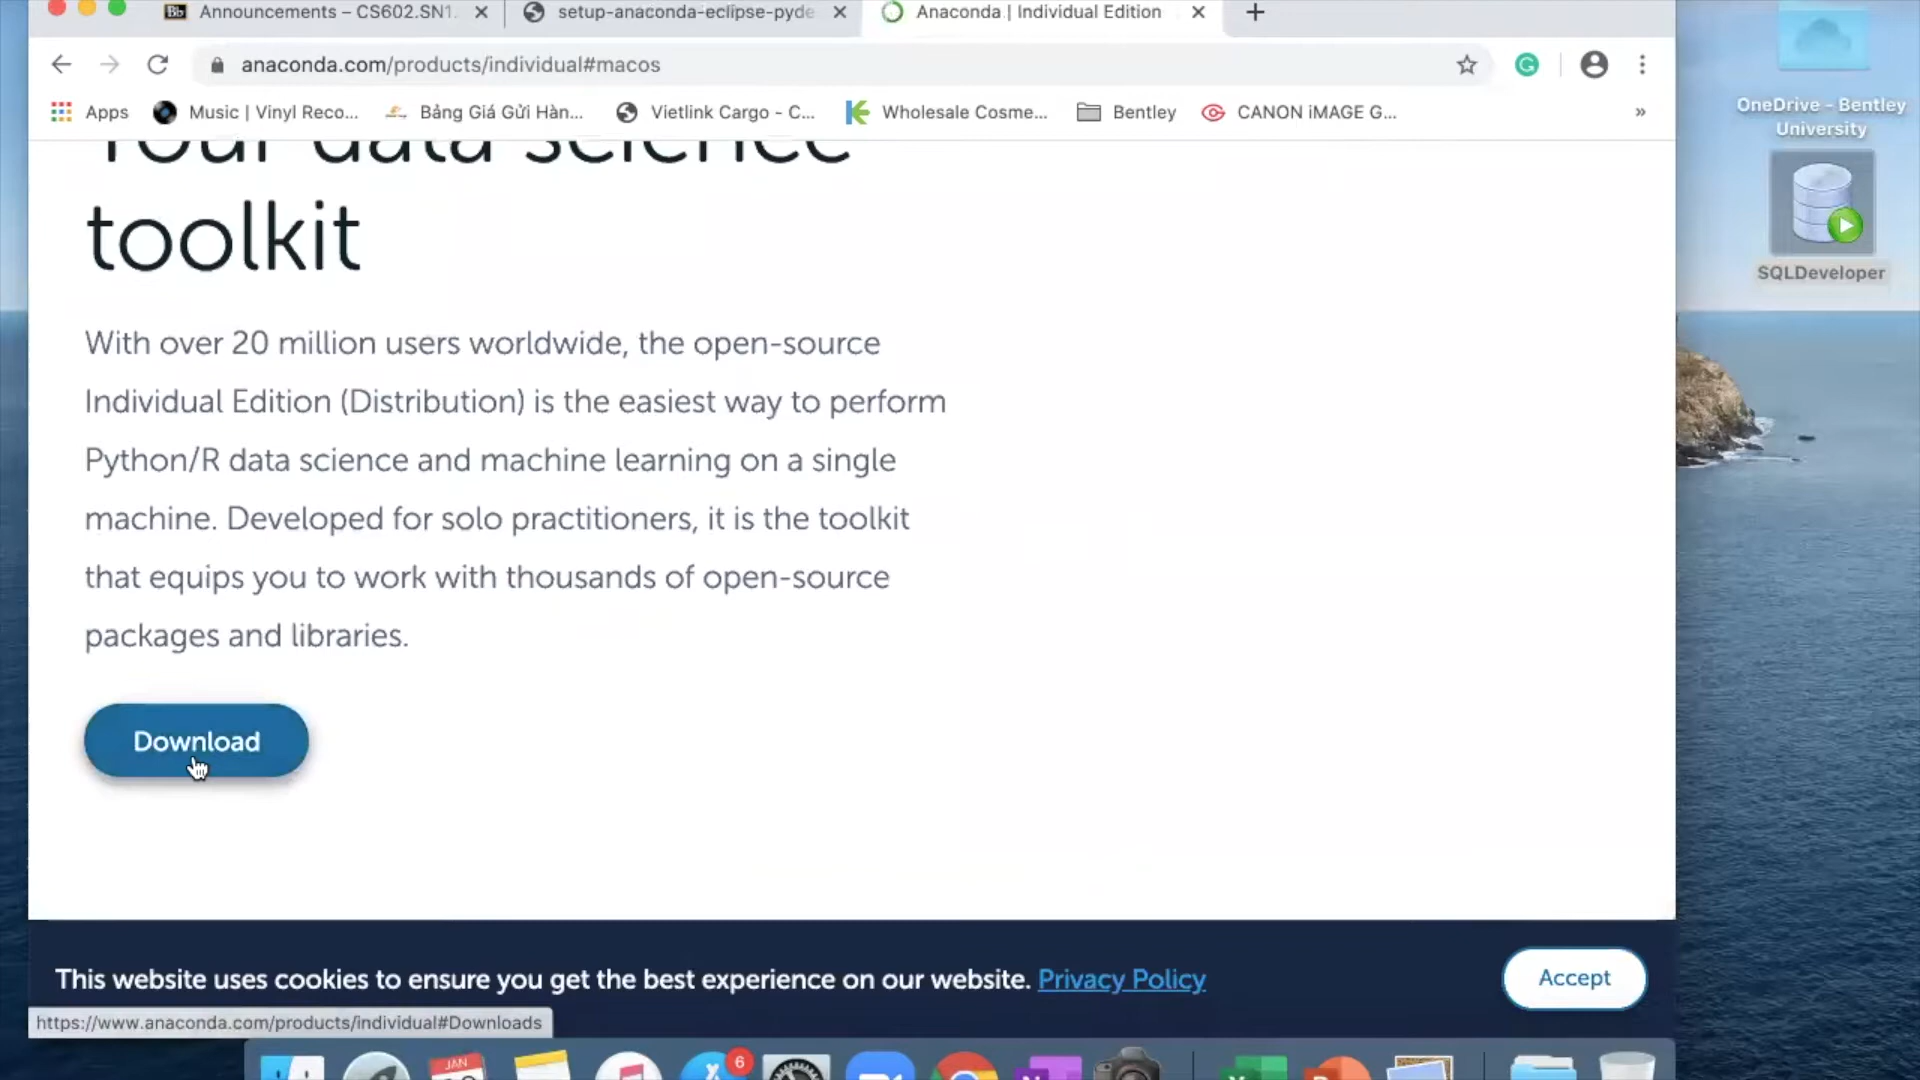 Announcements – CS602.SN1.
setup-anaconda-eclipse-pyde
Anaconda | Individual Edition
anaconda.com/products/individual#macos
Apps
Music | Vinyl Reco...
Bảng Giá Gửi Hàn...
Vietlink Cargo - C...
Wholesale Cosme...
Bentley
CANON iMAGE G...
»
OneDrive - Bentley
University
SQLDeveloper
Your data science
toolkit
With over 20 million users worldwide, the open-source
Individual Edition (Distribution) is the easiest way to perform
Python/R data science and machine learning on a single
machine. Developed for solo practitioners, it is the toolkit
that equips you to work with thousands of open-source
packages and libraries.
Download
This website uses cookies to ensure you get the best experience on our website. Privacy Policy
Accept
https://www.anaconda.com/products/individual#Downloads
JAN
6